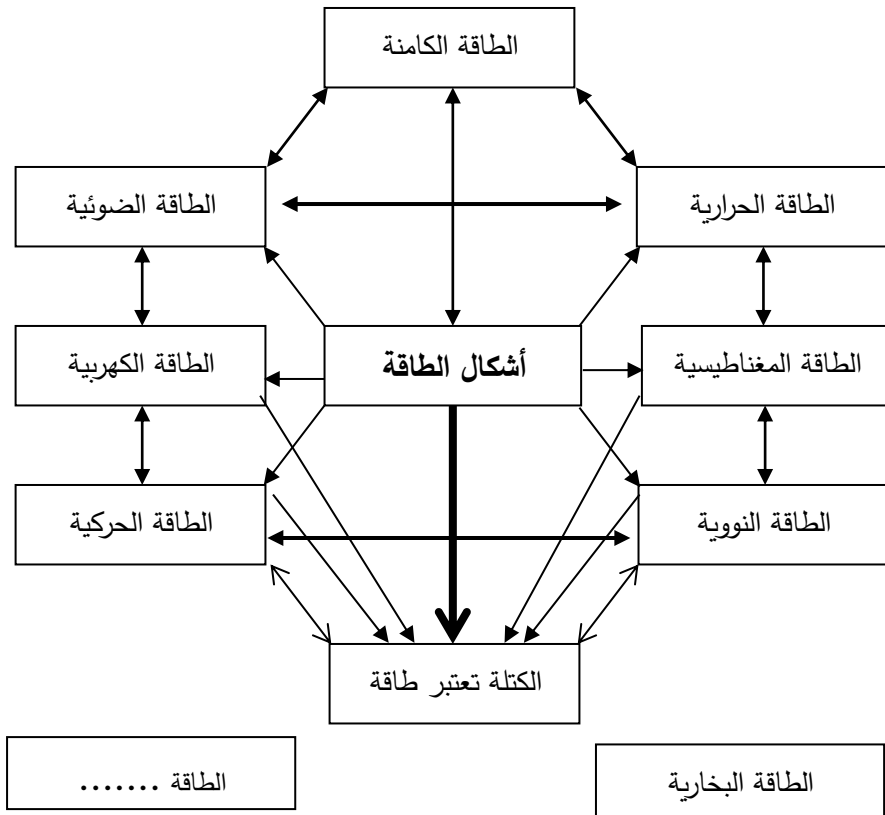 الطاقة الكامنة
الطاقة الحرارية
الطاقة الضوئية
الطاقة المغناطيسية
أشكال الطاقة
الطاقة الكهربية
الطاقة النووية
الطاقة الحركية
الكتلة تعتبر طاقة
الطاقة البخارية
الطاقة .......